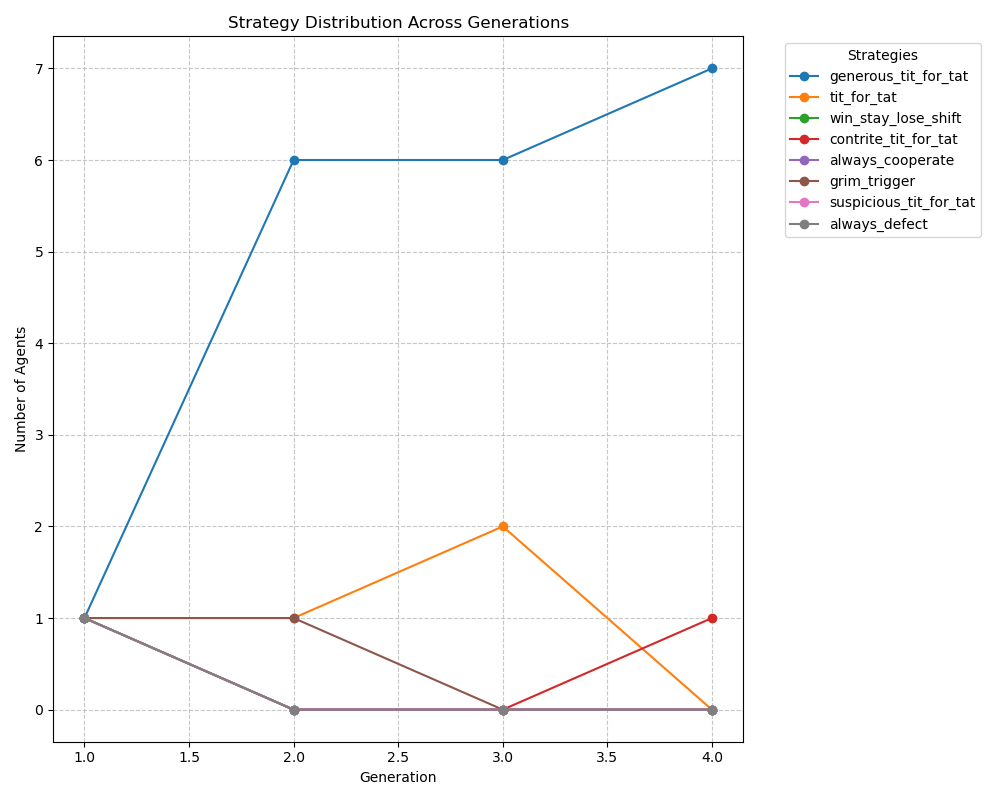 Strategy Distribution Across Generations
Number of Agents
7
6
5
4
3
2
1
0
1.0 1.5 2.0 2.5 3.0 3.5 4.0
Generation
Strategies
generous_tit_for_tat
tit_for_tat
win_stay_lose_shift
contrite_tit_for_tat
always_cooperate
grim_trigger
suspicious_tit_for_tat
always_defect